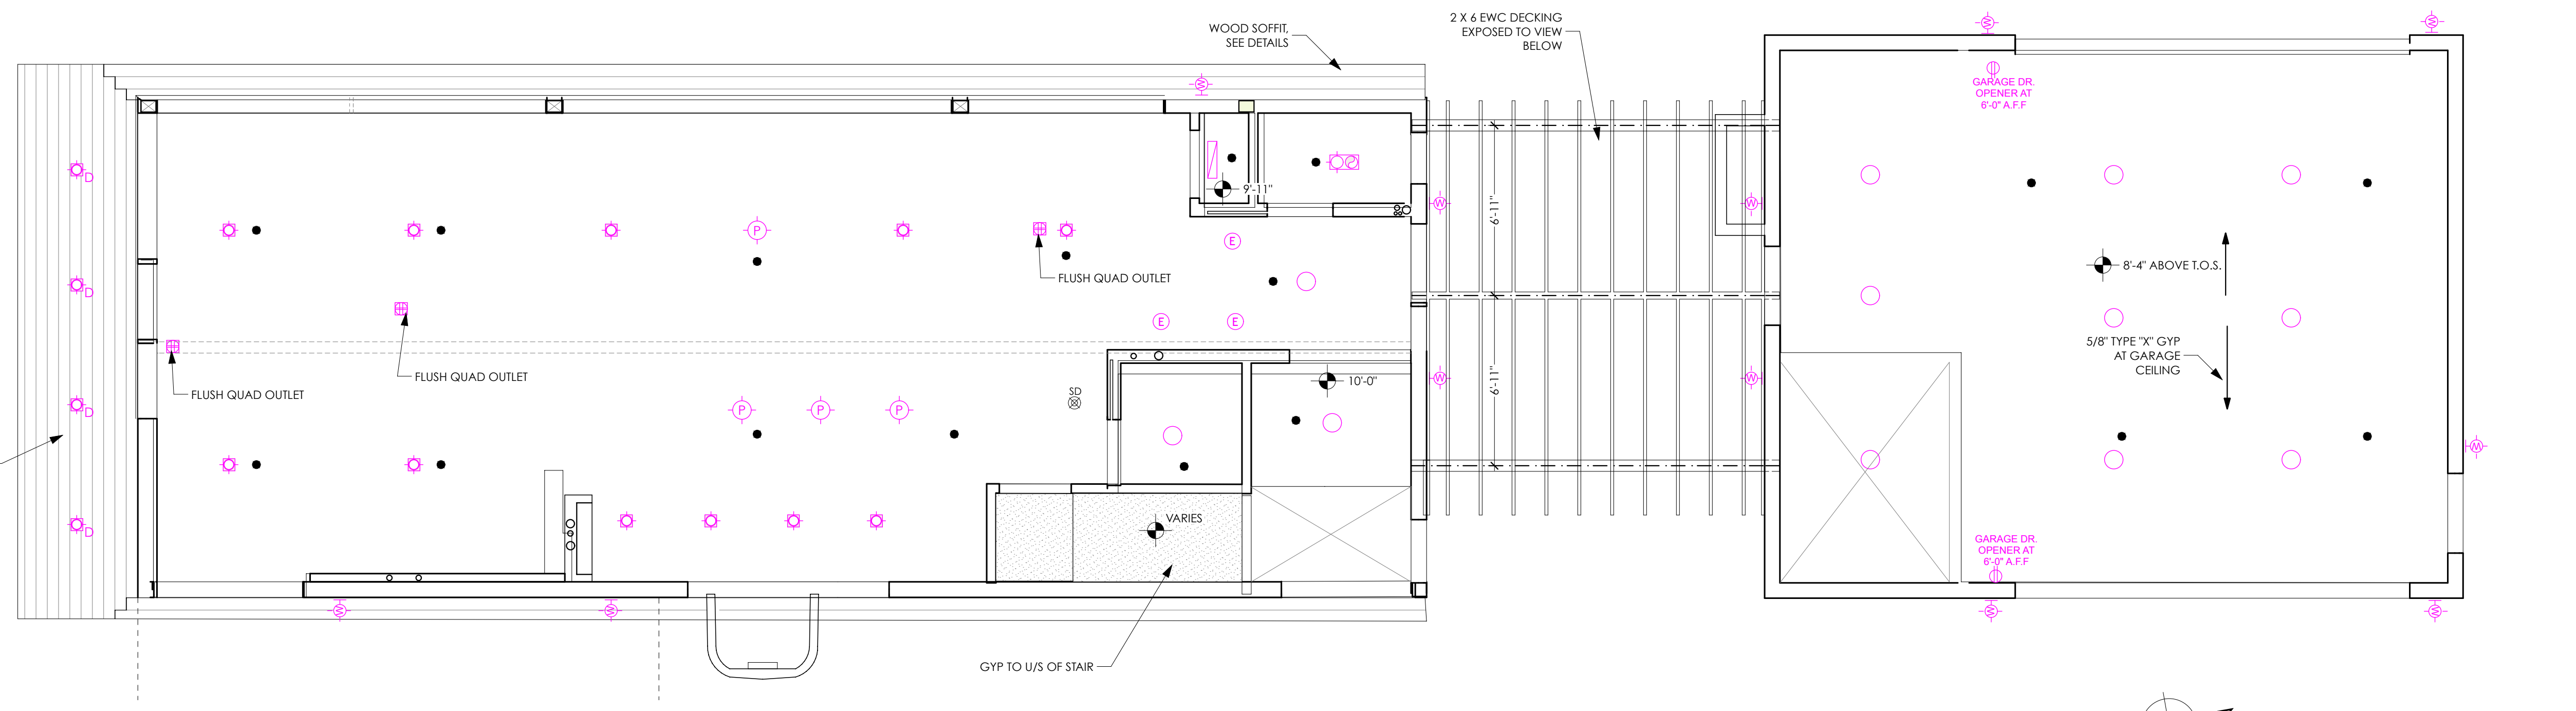 WOOD SOFFIT,
SEE DETAILS
2 X 6 EWC DECKING
EXPOSED TO VIEW
BELOW
W
W
W
GARAGE DR.
OPENER AT
6'-0" A.F.F
D
9'-11"
W
W
6'-11"
P
E
FLUSH QUAD OUTLET
8'-4" ABOVE T.O.S.
D
E
E
5/8" TYPE "X" GYP
AT GARAGE
CEILING
FLUSH QUAD OUTLET
FLUSH QUAD OUTLET
10'-0"
W
W
6'-11"
SD
D
P
P
P
W
VARIES
D
GARAGE DR.
OPENER AT
6'-0" A.F.F
W
W
W
W
GYP TO U/S OF STAIR